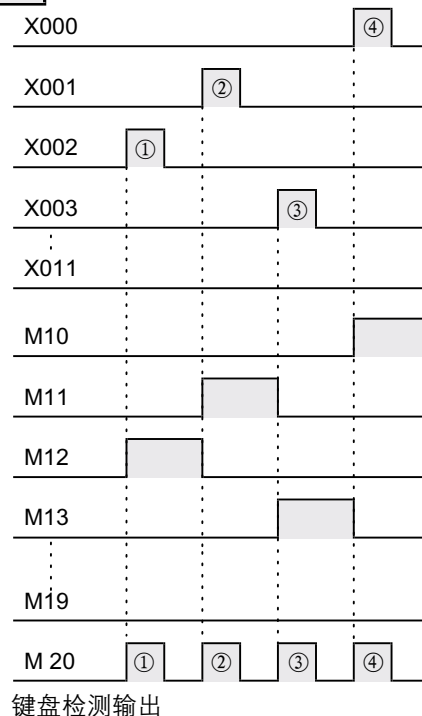 X000 ④
X001 ②
X002 ①
X003 ③
X011
M10
M11
M12
M13
M19
M 20 ① ② ③ ④
键盘检测输出